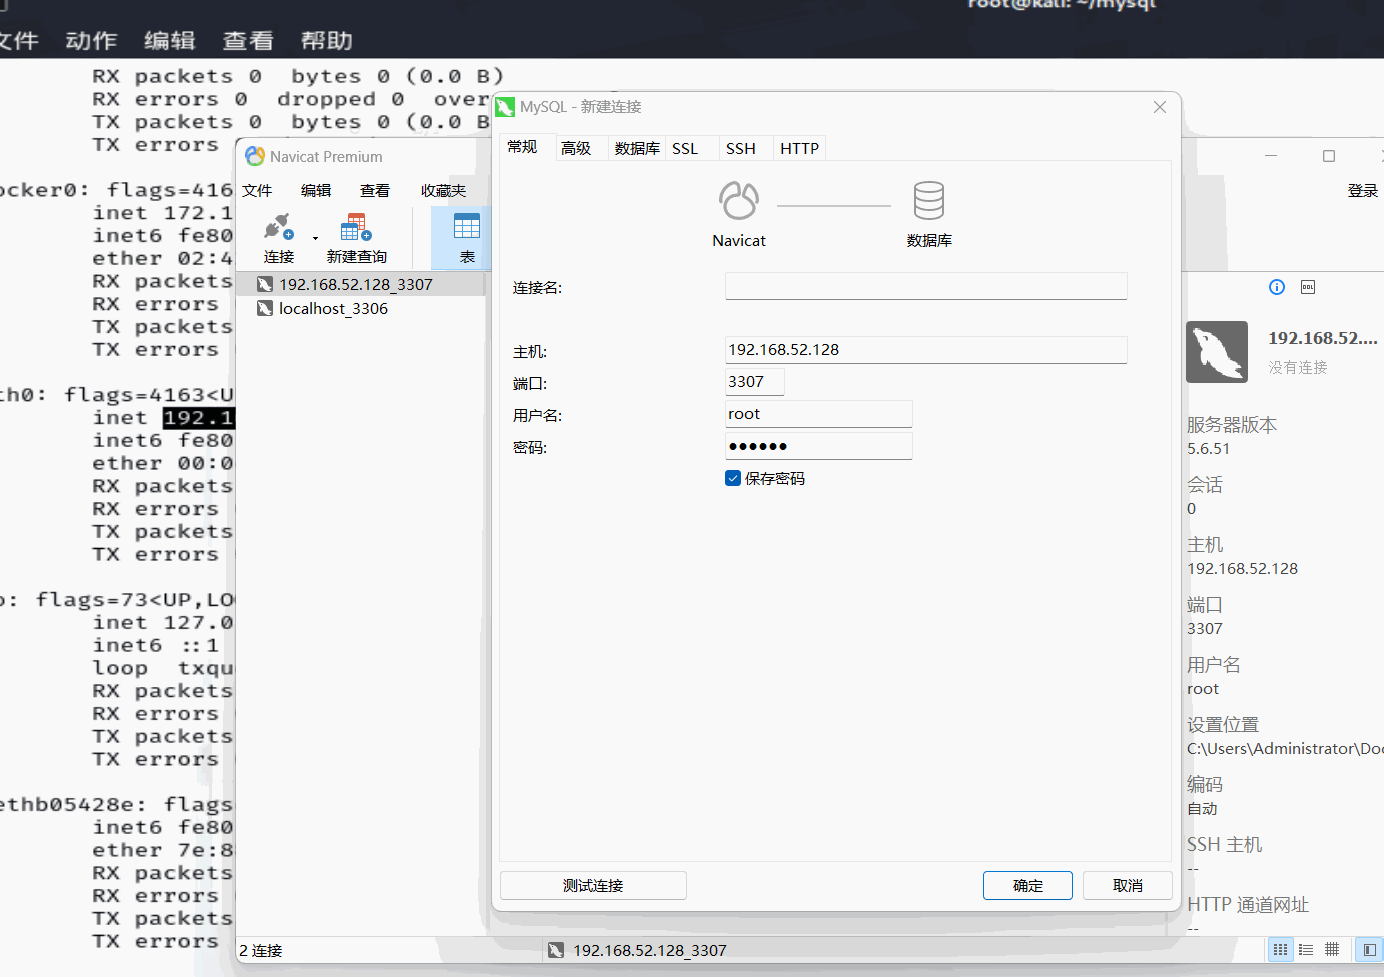 root@kali: ~/mysql
文件 动作 编辑 查看 帮助
RX packets 0 bytes 0 (0.0 B)
RX errors 0 dropped 0 over
TX packets 0 bytes 0 (0.0 B
TX errors
ocker0: flags=416
inet 172.1
inet6 fe80
ether 02:4
RX packets
RX errors
TX packets
TX errors
th0: flags=4163<U
inet 192.1
inet6 fe80
ether 00:0
RX packets
RX errors
TX packets
TX errors
o: flags=73<UP,LO
inet 127.0
inet6 ::1
loop txqu
RX packets
RX errors
TX packets
TX errors
ethb05428e: flags
inet6 fe80
ether 7e:8
RX packets
RX errors
TX packets
TX errors
Navicat Premium
文件 编辑 查看 收藏夹
登录
连接 新建查询 表
192.168.52.128_3307
localhost_3306
MySQL - 新建连接
常规 高级 数据库 SSL SSH HTTP
Navicat 数据库
连接名:
主机: 192.168.52.128
端口: 3307
用户名: root
密码: ●●●●●●
保存密码
测试连接 确定 取消
192.168.52....
没有连接
服务器版本
5.6.51
会话
0
主机
192.168.52.128
端口
3307
用户名
root
设置位置
C:\Users\Administrator\Doc
编码
自动
SSH 主机
--
HTTP 通道网址
--
2 连接 192.168.52.128_3307